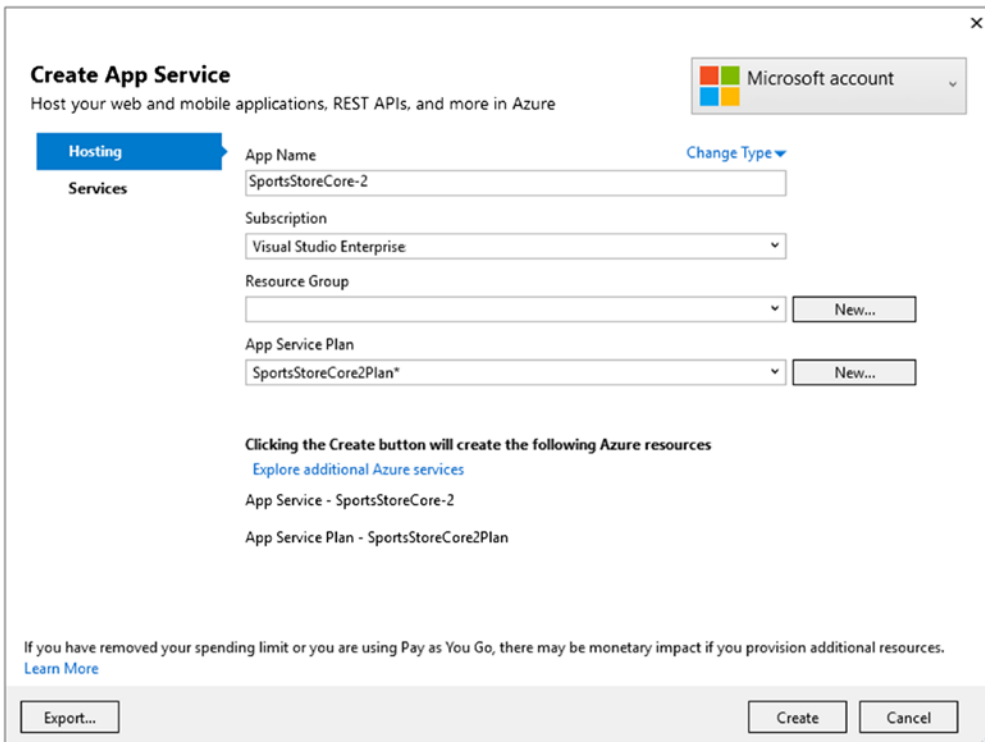 Create App Service
Host your web and mobile applications, REST APIs, and more in Azure
Microsoft account
Hosting
Services
App Name
Change Type
SportsStoreCore-2
Subscription
Visual Studio Enterprise
Resource Group
New...
App Service Plan
SportsStoreCore2Plan*
New...
Clicking the Create button will create the following Azure resources
Explore additional Azure services
App Service - SportsStoreCore-2
App Service Plan - SportsStoreCore2Plan
If you have removed your spending limit or you are using Pay as You Go, there may be monetary impact if you provision additional resources.
Learn More
Export...
Create
Cancel